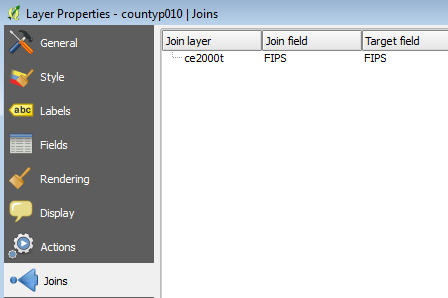 Layer Properties - countyp010 | Joins
General
Style
abc Labels
Fields
Rendering
Display
Actions
Joins
Join layer Join field Target field
ce2000t FIPS FIPS